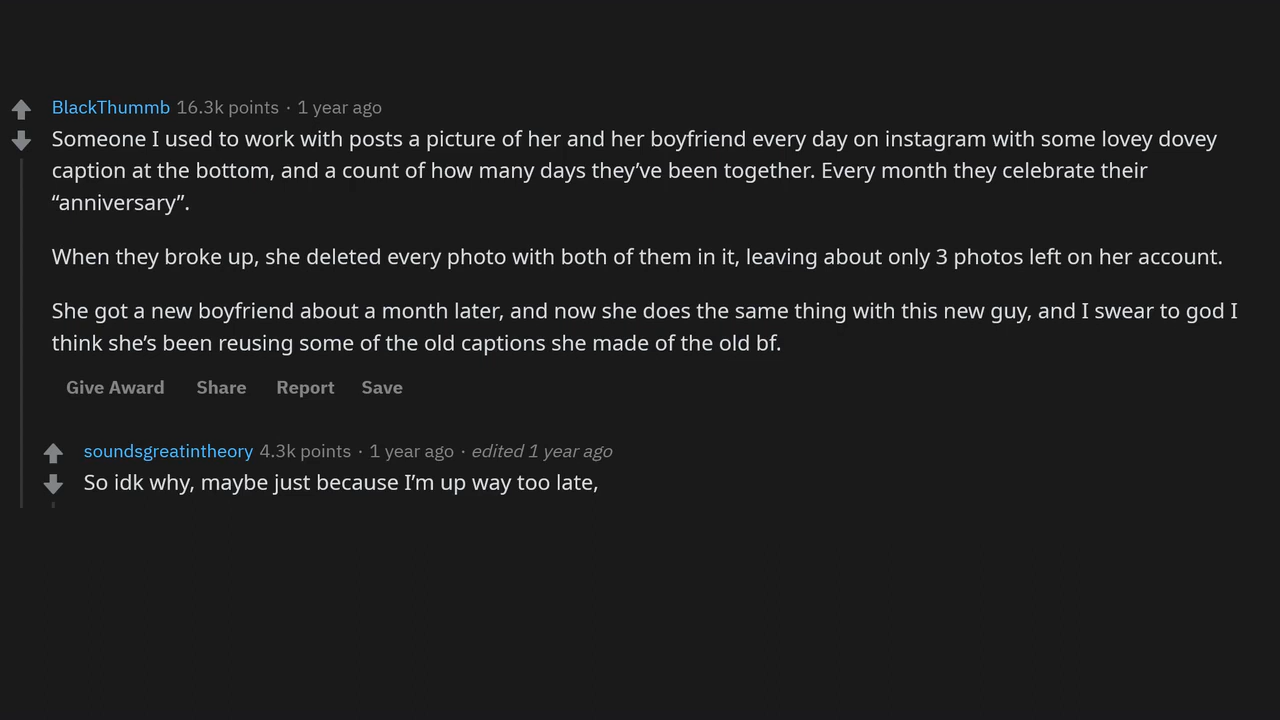 BlackThummb 16.3k points · 1 year ago
Someone I used to work with posts a picture of her and her boyfriend every day on instagram with some lovey dovey
caption at the bottom, and a count of how many days they’ve been together. Every month they celebrate their
“anniversary”.
When they broke up, she deleted every photo with both of them in it, leaving about only 3 photos left on her account.
She got a new boyfriend about a month later, and now she does the same thing with this new guy, and I swear to god I
think she’s been reusing some of the old captions she made of the old bf.
Give Award Share Report Save
soundsgreatintheory 4.3k points · 1 year ago · edited 1 year ago
So idk why, maybe just because I’m up way too late,